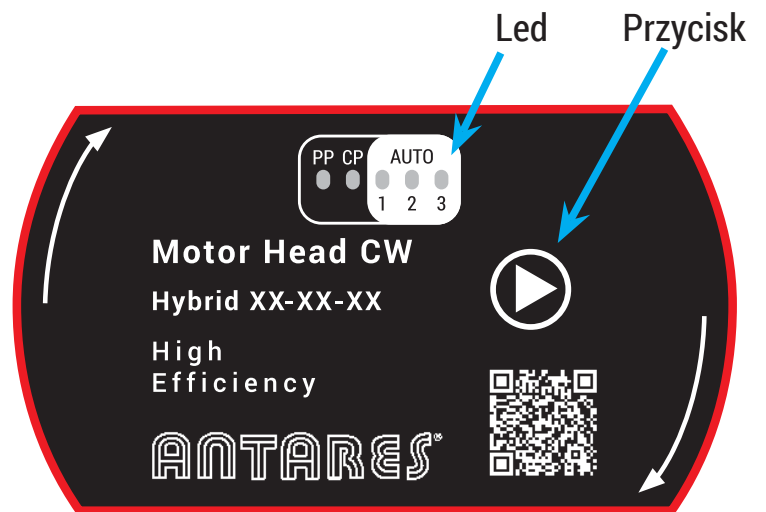 Led Przycisk
PP CP AUTO
1 2 3
Motor Head CW
Hybrid XX-XX-XX
High
Efficiency
ANTARES®